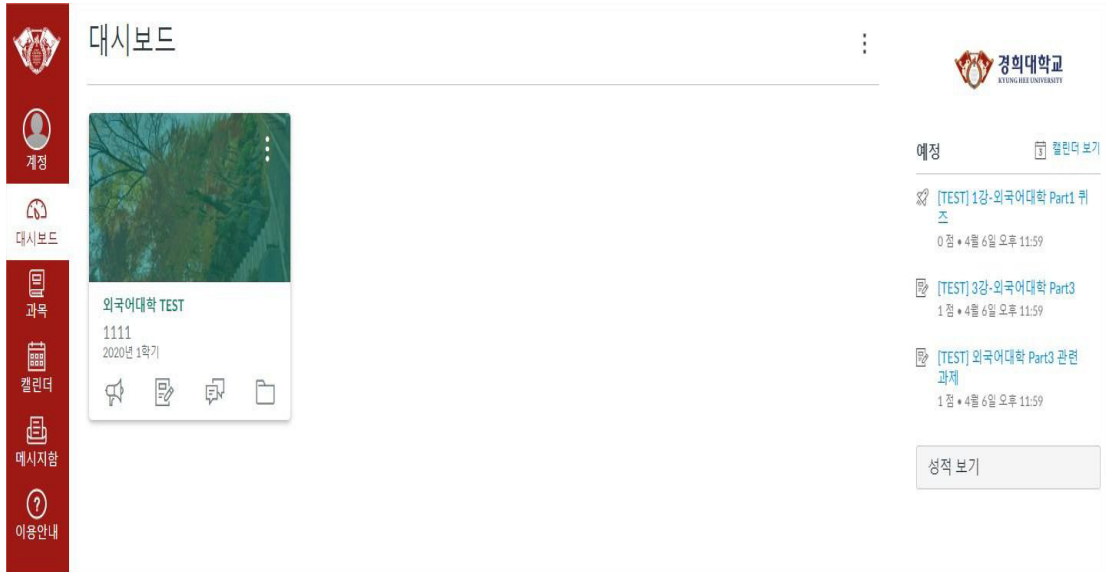 대시보드
경희대학교
KYUNG HEE UNIVERSITY
계정
대시보드
과목
캘린더
메시지함
이용안내
외국어대학 TEST
1111
2020년 1학기
예정
3
캘린더 보기
[TEST] 1강-외국어대학 Part1 퀴
즈
0 점 • 4월 6일 오후 11:59
[TEST] 3강-외국어대학 Part3
1 점 • 4월 6일 오후 11:59
[TEST] 외국어대학 Part3 관련
과제
1 점 • 4월 6일 오후 11:59
성적 보기